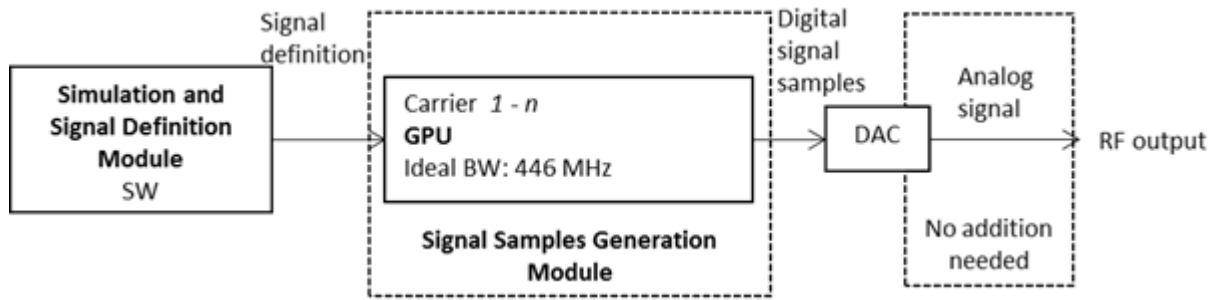 Signal
definition
Simulation and
Signal Definition
Module
SW
Carrier 1 - n
GPU
Ideal BW: 446 MHz
Signal Samples Generation
Module
Digital
signal
samples
DAC
Analog
signal
No addition
needed
RF output